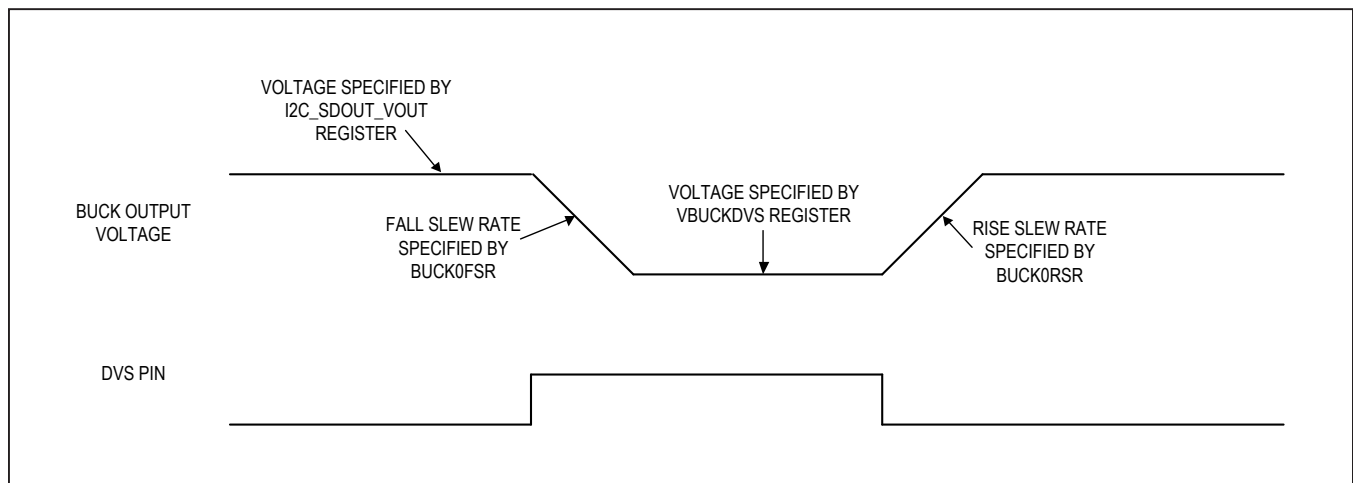 VOLTAGE SPECIFIED BY
I2C_SDOUT_VOUT
REGISTER
BUCK OUTPUT
VOLTAGE
FALL SLEW RATE
SPECIFIED BY
BUCK0FSR
VOLTAGE SPECIFIED BY
VBUCKDVS REGISTER
RISE SLEW RATE
SPECIFIED BY
BUCK0RSR
DVS PIN